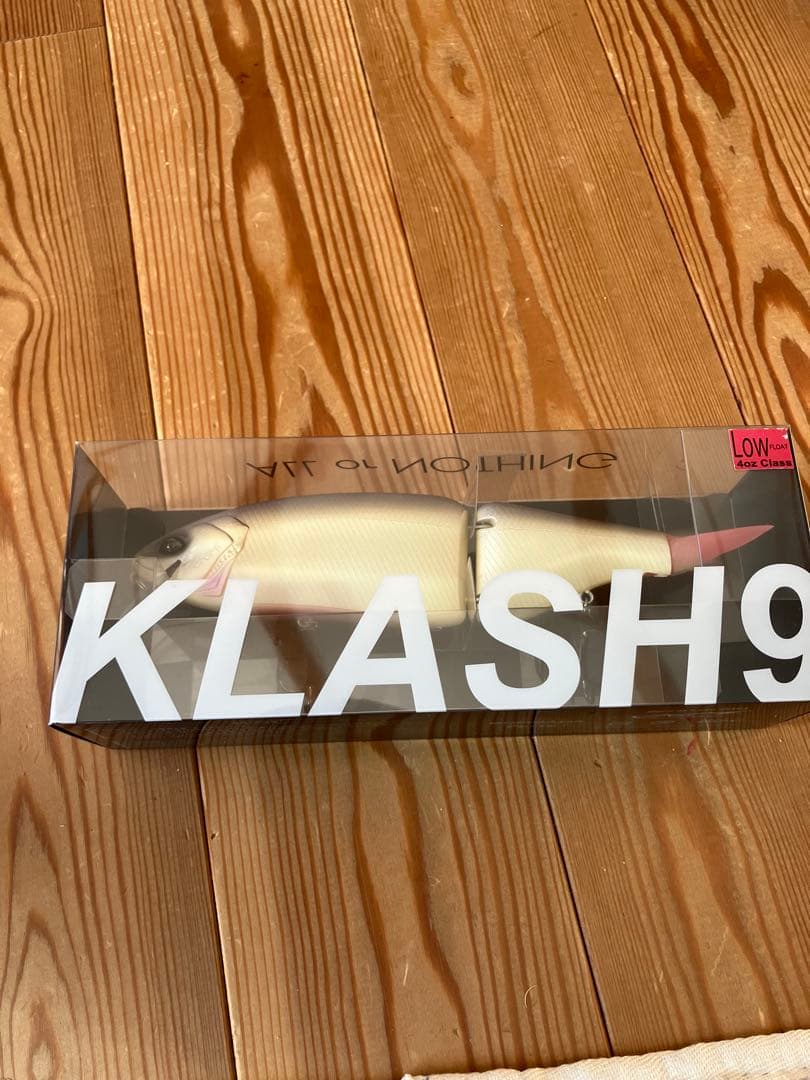 LOW FLOAT
4oz Class
ALL or NOTHING
KLASH9